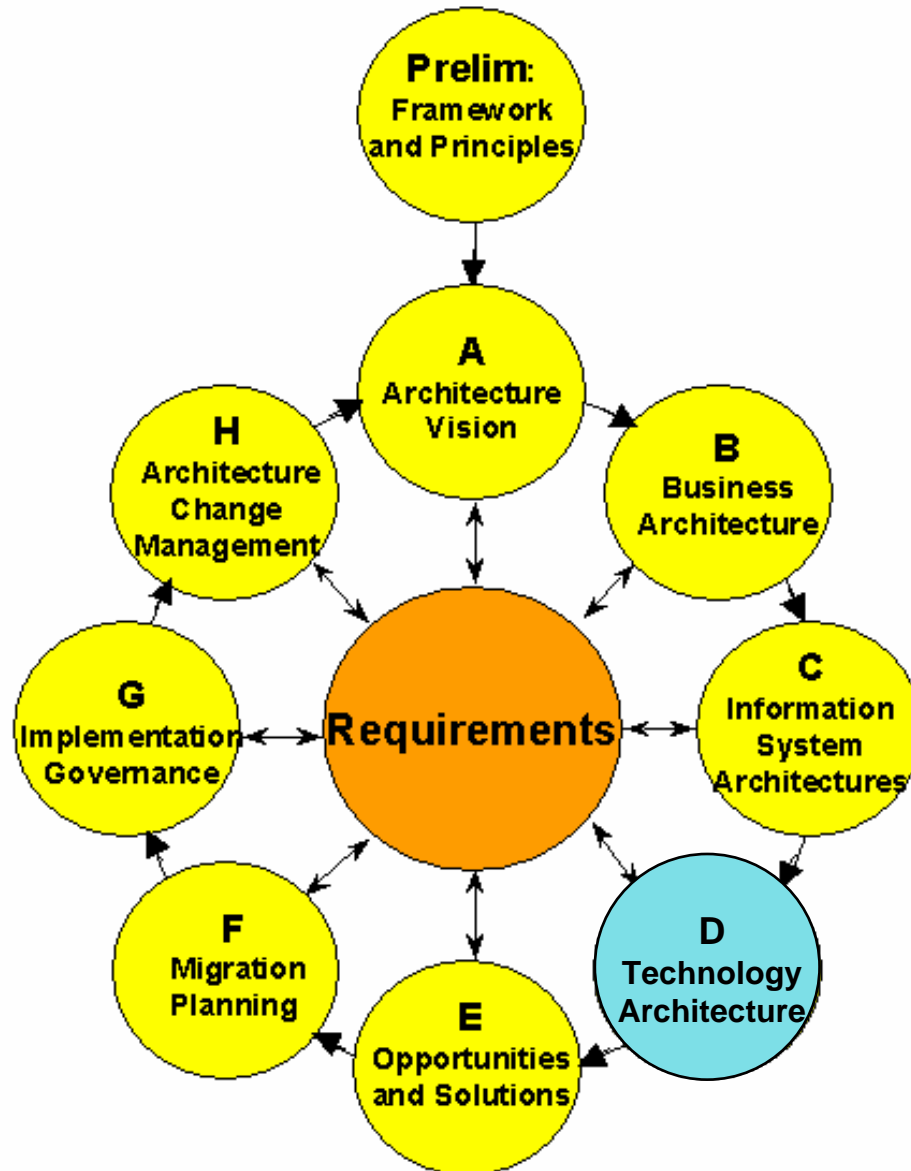 Prelim:
Framework
and Principles
A
Architecture
Vision
B
Business
Architecture
C
Information
System
Architectures
D
Technology
Architecture
E
Opportunities
and Solutions
F
Migration
Planning
G
Implementation
Governance
H
Architecture
Change
Management
Requirements